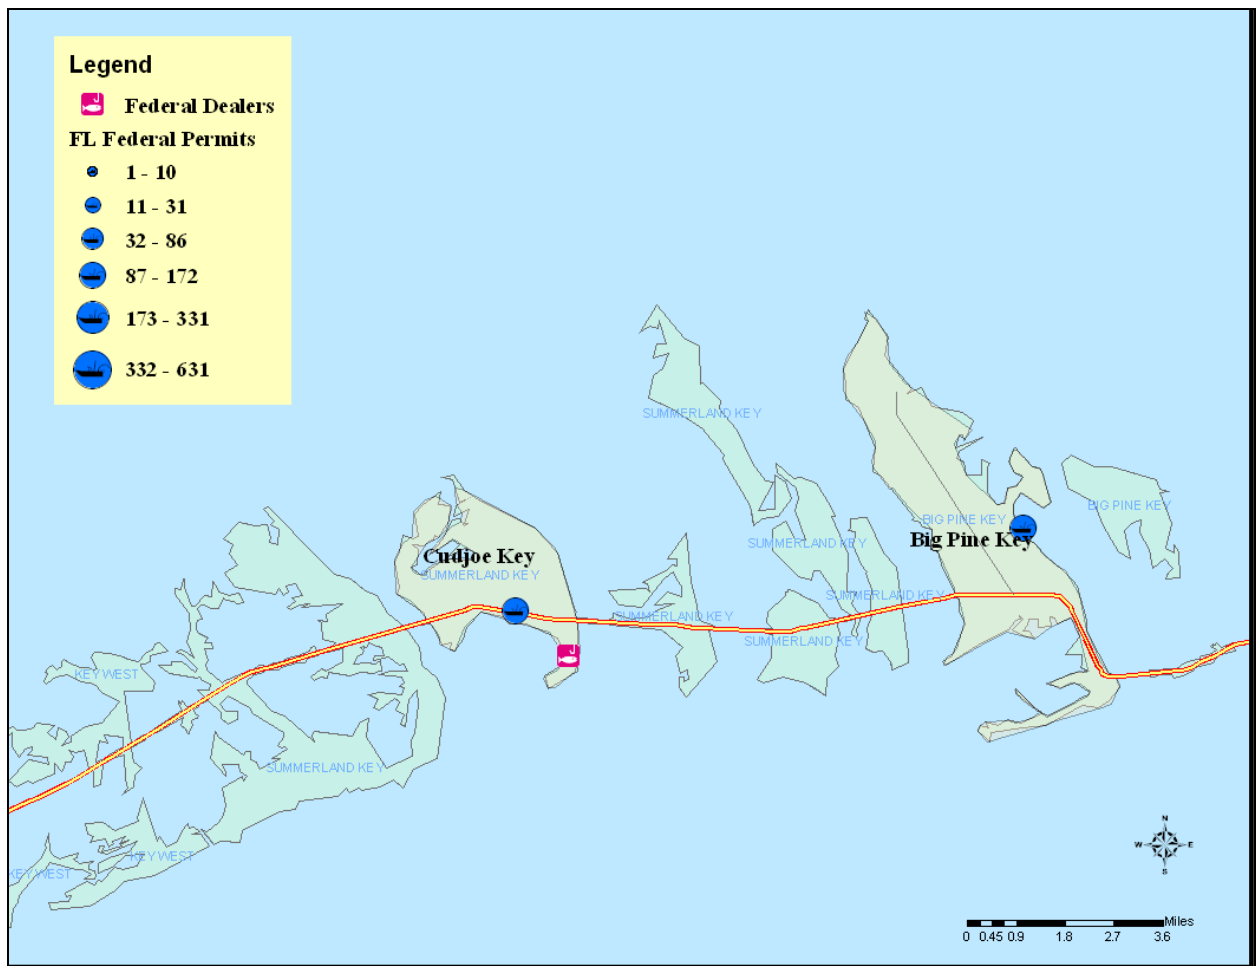 Legend
Federal Dealers
FL Federal Permits
1 - 10
11 - 31
32 - 86
87 - 172
173 - 331
332 - 631
SUMMERLAND KEY
BIG PINE KEY
BIG PINE KEY
Big Pine Key
SUMMERLAND KEY
Cudjoe Key
SUMMERLAND KEY
SUMMERLAND KEY
SUMMERLAND KEY
SUMMERLAND KEY
KEY WEST
SUMMERLAND KEY
KEY WEST
KEY WEST
N
W E
S
Miles
0 0.45 0.9 1.8 2.7 3.6